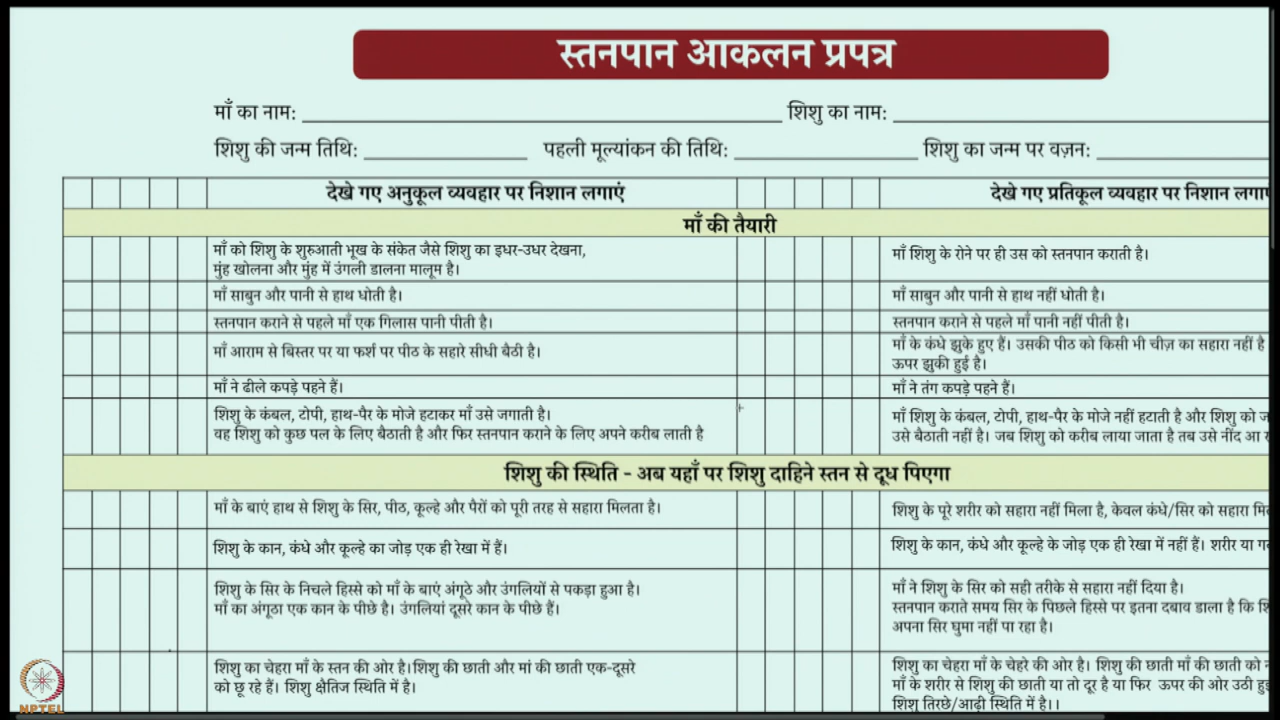 स्तनपान आकलन प्रपत्र
माँ का नाम: शिशु का नाम:
शिशु की जन्म तिथि: पहली मूल्यांकन की तिथि: शिशु का जन्म पर वज़न:
देखे गए अनुकूल व्यवहार पर निशान लगाएं
देखे गए प्रतिकूल व्यवहार पर निशान
माँ की तैयारी
माँ को शिशु के शुरुआती भूख के संकेत जैसे शिशु का इधर-उधर देखना,
मुंह खोलना और मुंह में उंगली डालना मालूम है।
माँ शिशु के रोने पर ही उस को स्तनपान कराती है।
माँ साबुन और पानी से हाथ धोती है।
माँ साबुन और पानी से हाथ नहीं धोती है।
स्तनपान कराने से पहले माँ एक गिलास पानी पीती है।
स्तनपान कराने से पहले माँ पानी नहीं पीती है।
माँ आराम से बिस्तर पर या फर्श पर पीठ के सहारे सीधी बैठी है।
माँ के कंधे झुके हुए हैं। उसकी पीठ को किसी भी चीज़ का सहारा नहीं है
ऊपर झुकी हुई है।
माँ ने ढीले कपड़े पहने हैं।
माँ ने तंग कपड़े पहने हैं।
शिशु के कंबल, टोपी, हाथ-पैर के मोजे हटाकर माँ उसे जगाती है।
वह शिशु को कुछ पल के लिए बैठाती है और फिर स्तनपान कराने के लिए अपने करीब लाती है
माँ शिशु के कंबल, टोपी, हाथ-पैर के मोजे नहीं हटाती है और शिशु को
उसे बैठाती नहीं है। जब शिशु को करीब लाया जाता है तब उसे नींद आ
शिशु की स्थिति - अब यहाँ पर शिशु दाहिने स्तन से दूध पिएगा
माँ के बाएं हाथ से शिशु के सिर, पीठ, कूल्हे और पैरों को पूरी तरह से सहारा मिलता है।
शिशु के पूरे शरीर को सहारा नहीं मिला है, केवल कंधे/सिर को सहारा
शिशु के कान, कंधे और कूल्हे का जोड़ एक ही रेखा में हैं।
शिशु के कान, कंधे और कूल्हे के जोड़ एक ही रेखा में नहीं हैं। शरीर या
शिशु के सिर के निचले हिस्से को माँ के बाएं अंगूठे और उंगलियों से पकड़ा हुआ है।
माँ का अंगूठा एक कान के पीछे है। उंगलियां दूसरे कान के पीछे हैं।
माँ ने शिशु के सिर को सही तरीके से सहारा नहीं दिया है।
स्तनपान कराते समय सिर के पिछले हिस्से पर इतना दबाव डाला है कि
अपना सिर घुमा नहीं पा रहा है।
शिशु का चेहरा माँ के स्तन की ओर है।शिशु की छाती और मां की छाती एक-दूसरे
को छू रहे हैं। शिशु क्षैतिज स्थिति में है।
शिशु का चेहरा माँ के चेहरे की ओर है। शिशु की छाती माँ की छाती को
माँ के शरीर से शिशु की छाती या तो दूर है या फिर ऊपर की ओर उठी
शिशु तिरछे/आढ़ी स्थिति में है।।
NPTEL